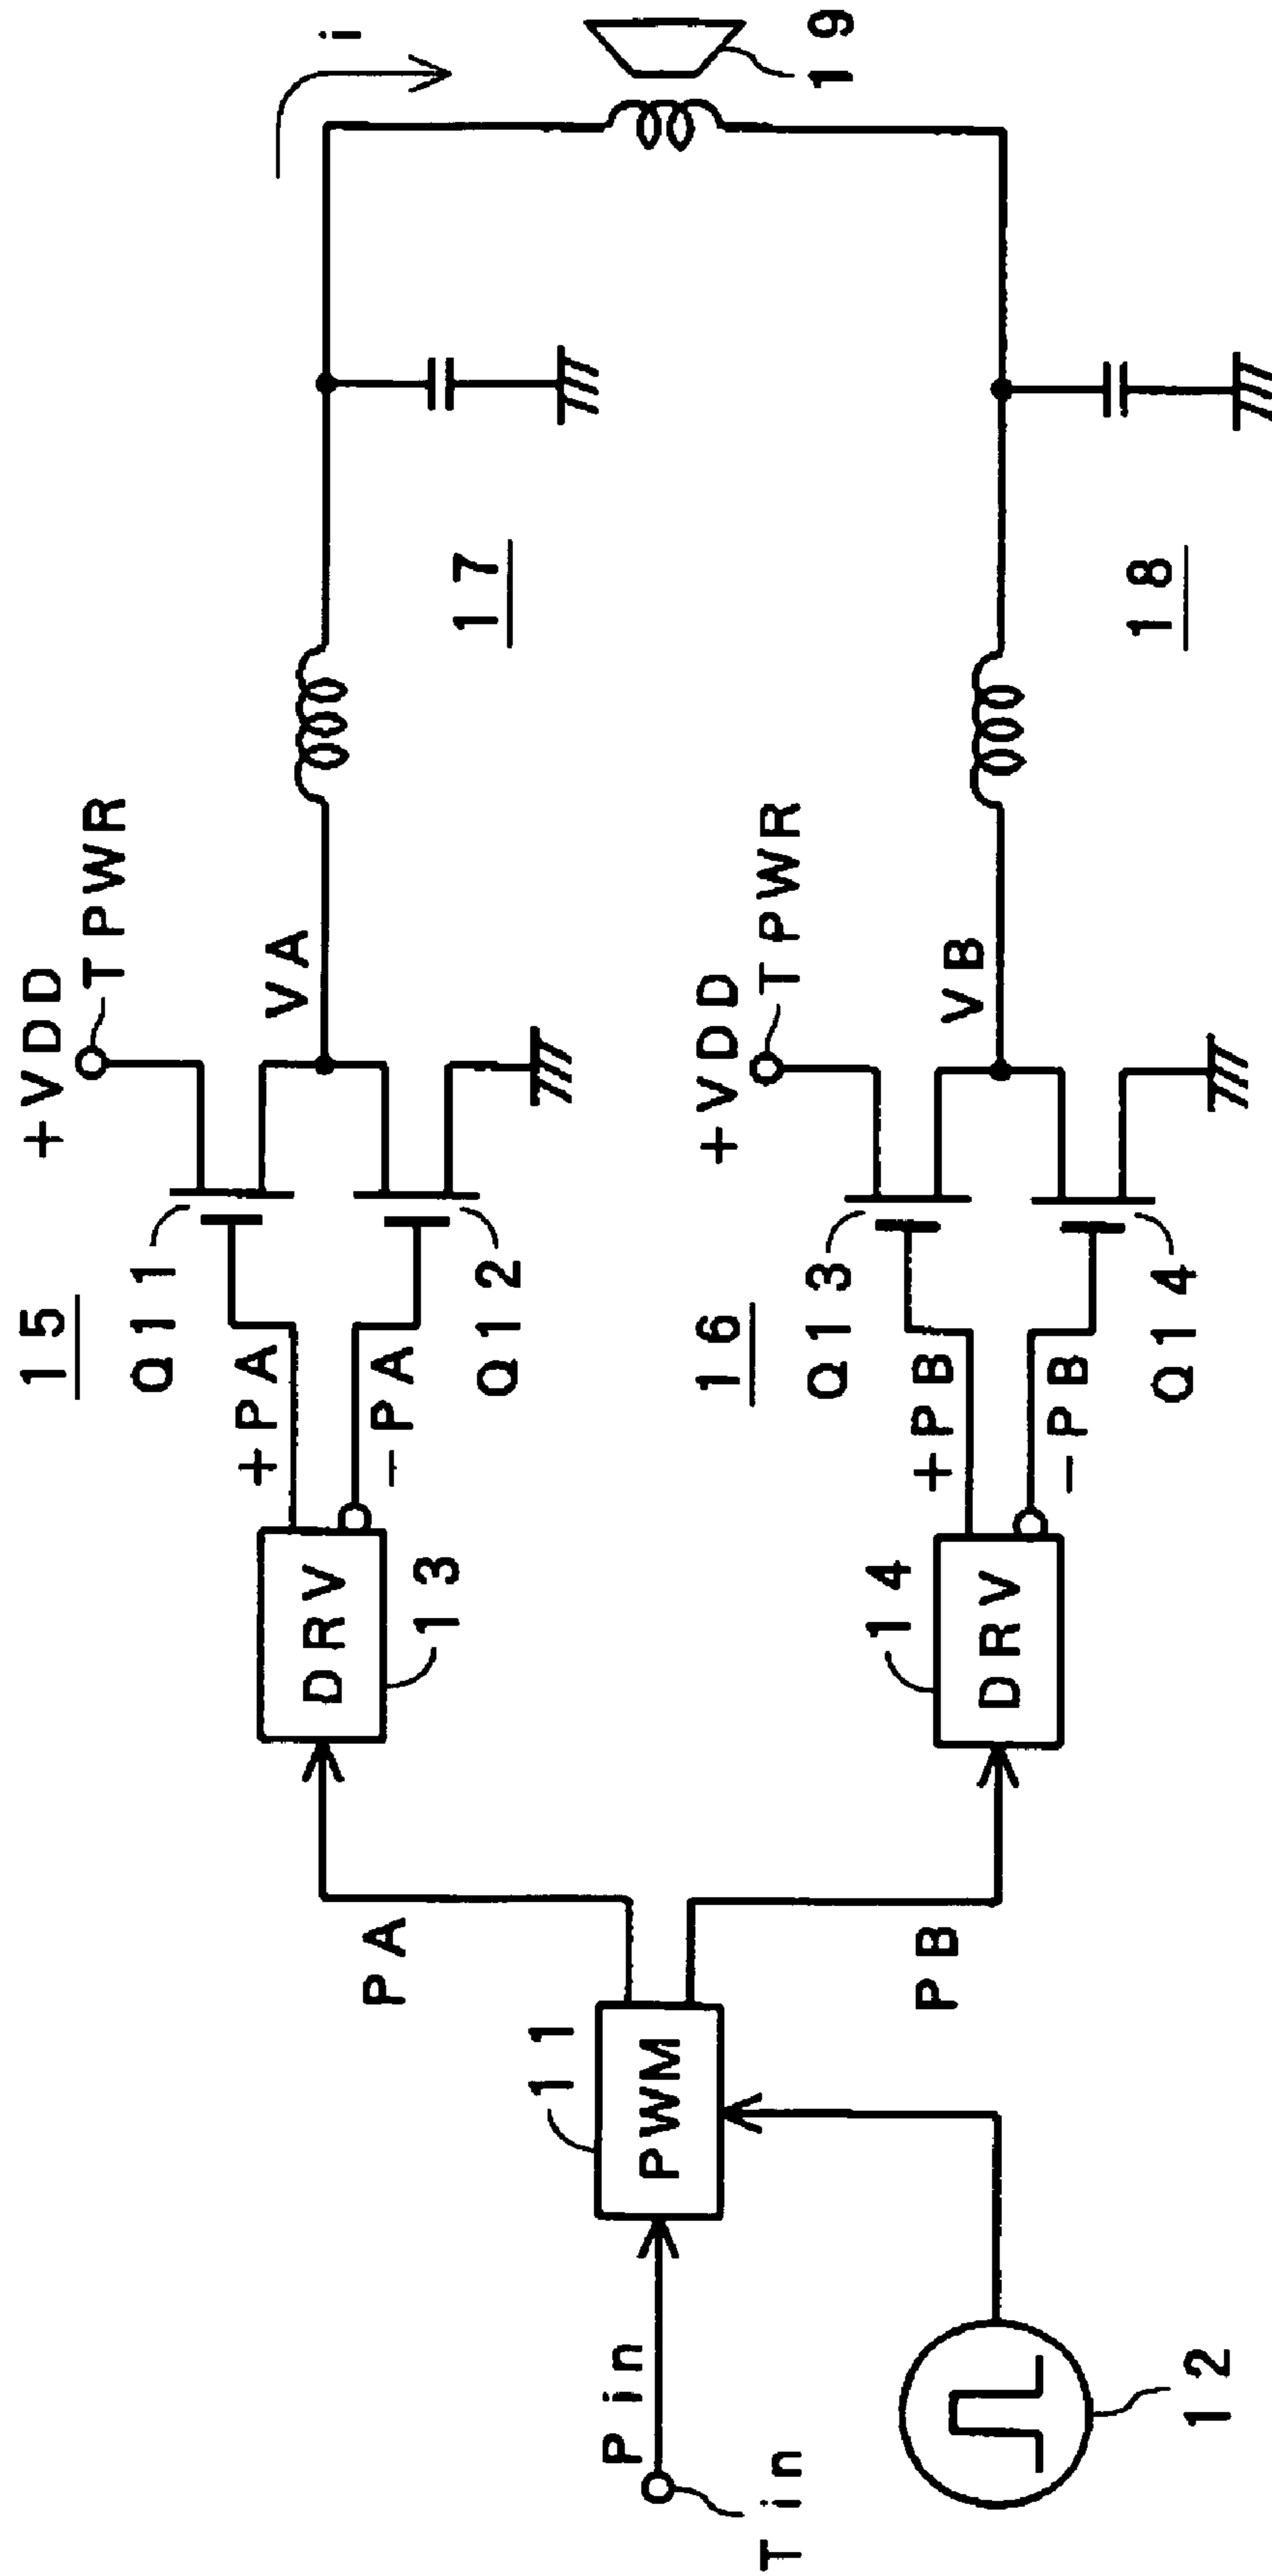 Tin
Pin
12
11
PWM
PA
PB
DRV
13
DRV
14
+PA
-PA
+PB
-PB
15
Q11
Q12
16
Q13
Q14
+VDD
TPWR
VA
+VDD
TPWR
VB
17
18
i
19